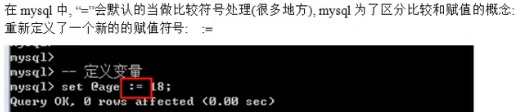 在 mysql 中, “=”会默认的当做比较符号处理(很多地方), mysql 为了区分比较和赋值的概念:
重新定义了一个新的的赋值符号:   :=
mysql>
mysql>
mysql> -- 定义变量
mysql> set @age := 18;
Query OK, 0 rows affected (0.00 sec)